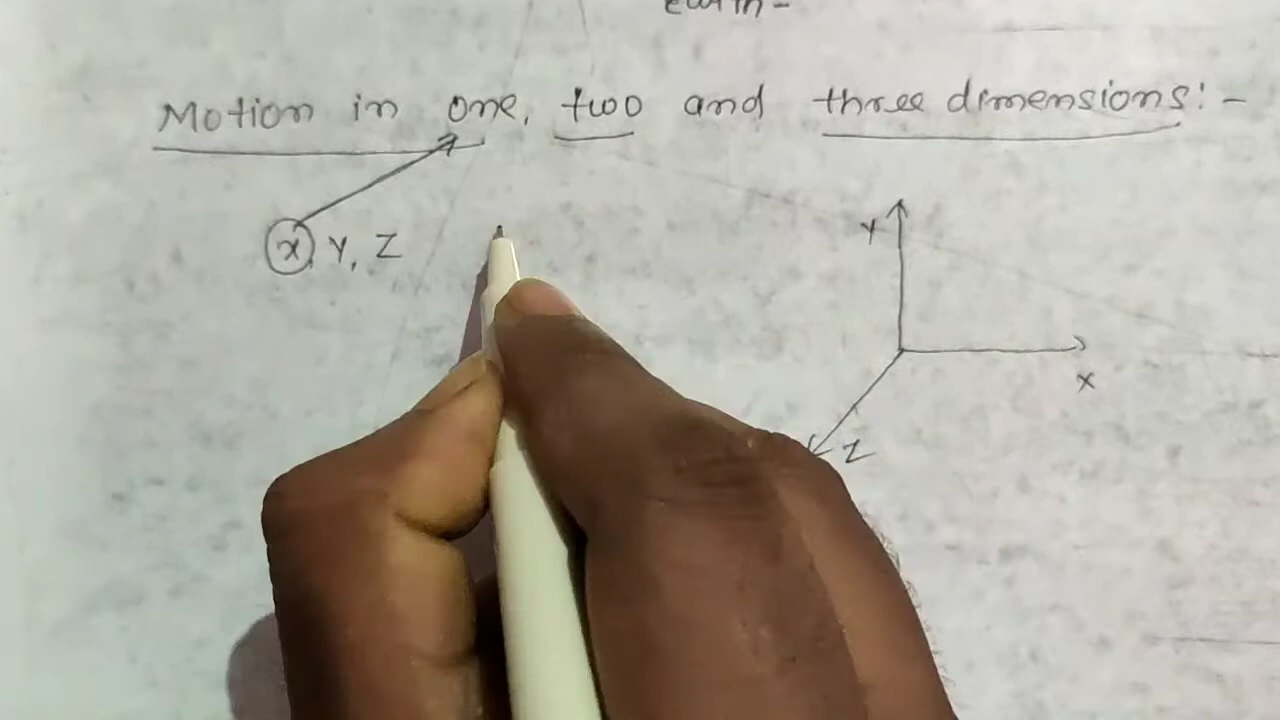 Motion in one, two and three dimensions:-
X, Y, Z
Y
X
Z